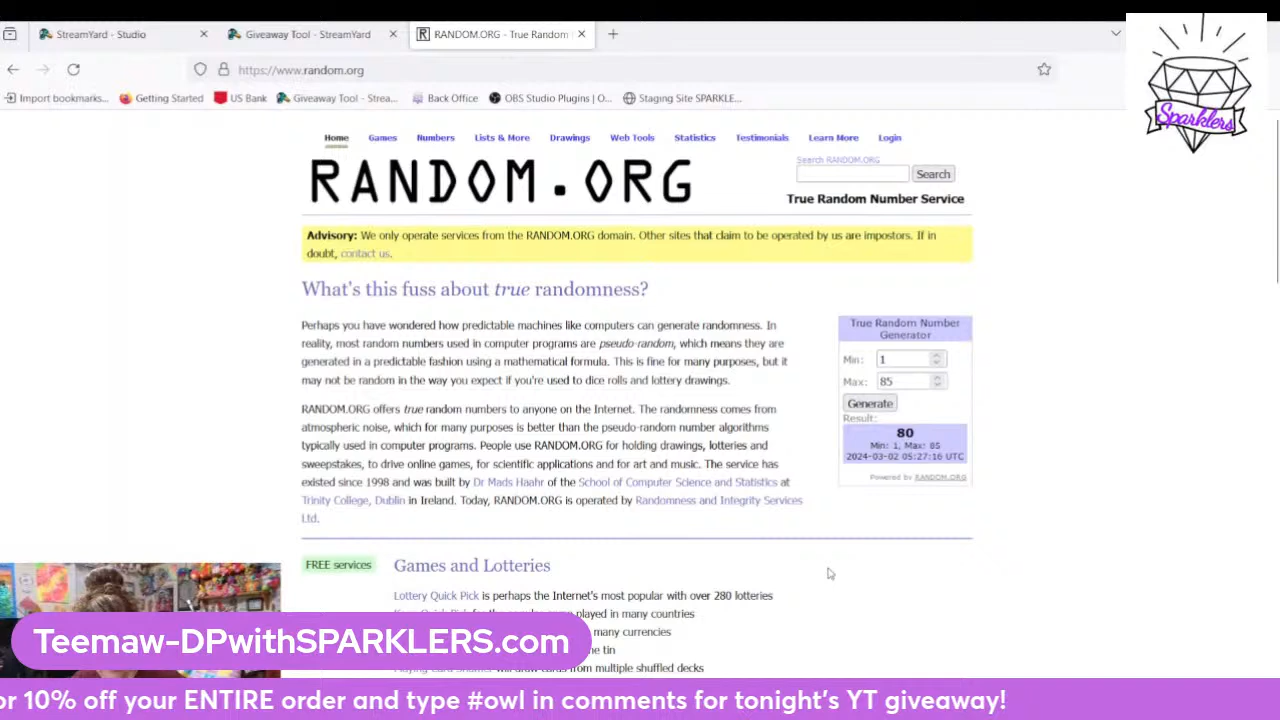 StreamYard - Studio
Giveaway Tool - StreamYard
RANDOM.ORG - True Random
https://www.random.org
Import bookmarks...
Getting Started
US Bank
Giveaway Tool - Strea...
Back Office
OBS Studio Plugins | O...
Staging Site SPARKLE...
Sparklers
Home
Games
Numbers
Lists & More
Drawings
Web Tools
Statistics
Testimonials
Learn More
Login
RANDOM.ORG
Search RANDOM.ORG
Search
True Random Number Service
Advisory: We only operate services from the RANDOM.ORG domain. Other sites that claim to be operated by us are impostors. If in
doubt, contact us.
What's this fuss about true randomness?
Perhaps you have wondered how predictable machines like computers can generate randomness. In
reality, most random numbers used in computer programs are pseudo-random, which means they are
generated in a predictable fashion using a mathematical formula. This is fine for many purposes, but it
may not be random in the way you expect if you're used to dice rolls and lottery drawings.
RANDOM.ORG offers true random numbers to anyone on the Internet. The randomness comes from
atmospheric noise, which for many purposes is better than the pseudo-random number algorithms
typically used in computer programs. People use RANDOM.ORG for holding drawings, lotteries and
sweepstakes, to drive online games, for scientific applications and for art and music. The service has
existed since 1998 and was built by Dr Mads Haahr of the School of Computer Science and Statistics at
Trinity College, Dublin in Ireland. Today, RANDOM.ORG is operated by Randomness and Integrity Services
Ltd.
True Random Number
Generator
Min: 1
Max: 85
Generate
Result:
80
Min: 1, Max: 85
2024-03-02 05:27:16 UTC
Powered by RANDOM.ORG
FREE services
Games and Lotteries
Lottery Quick Pick is perhaps the Internet's most popular with over 280 lotteries
played in many countries
many currencies
tin
will draw cards from multiple shuffled decks
Teemaw-DPwithSPARKLERS.com
or 10% off your ENTIRE order and type #owl in comments for tonight's YT giveaway!